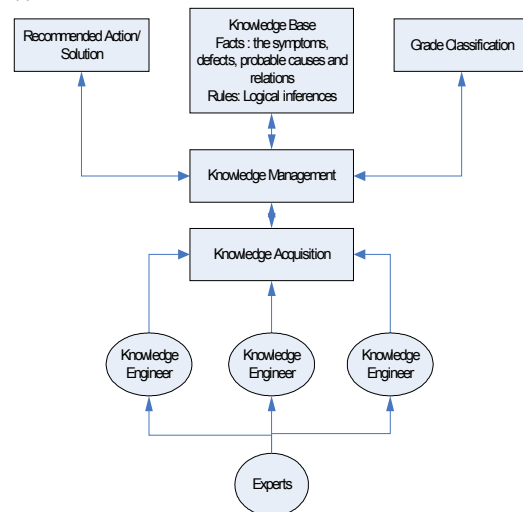 Recommended Action/
Solution
Knowledge Base
Facts : the symptoms,
defects, probable causes and
relations
Rules: Logical inferences
Grade Classification
Knowledge Management
Knowledge Acquisition
Knowledge
Engineer
Knowledge
Engineer
Knowledge
Engineer
Experts